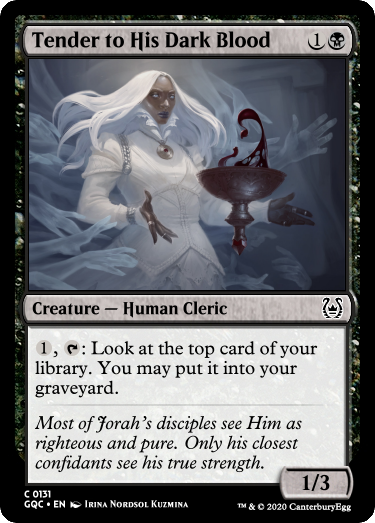 Tender to His Dark Blood 1
Creature — Human Cleric
1, : Look at the top card of your
library. You may put it into your
graveyard.
Most of Jorah's disciples see Him as
righteous and pure. Only his closest
confidants see his true strength.
1/3
C 0131
GQC • EN Irina Nordsol Kuzmina
™ & © 2020 CanterburyEgg